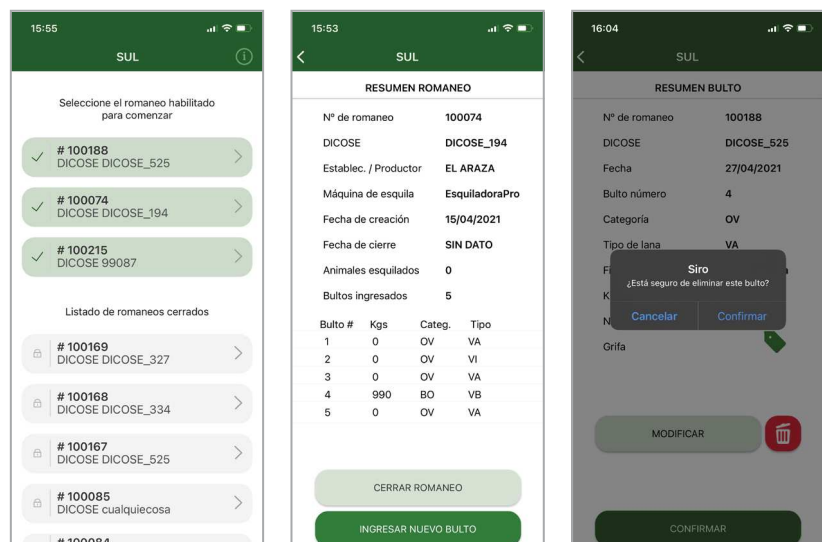 15:55
SUL
Seleccione el romaneo habilitado
para comenzar
# 100188
DICOSE DICOSE_525
# 100074
DICOSE DICOSE_194
# 100215
DICOSE 99087
Listado de romaneos cerrados
# 100169
DICOSE DICOSE_327
# 100168
DICOSE DICOSE_334
# 100167
DICOSE DICOSE_525
# 100085
DICOSE cualquiecosa
# 100084
15:53
SUL
RESUMEN ROMANEO
Nº de romaneo 100074
DICOSE DICOSE_194
Establec. / Productor EL ARAZA
Máquina de esquila EsquiladoraPro
Fecha de creación 15/04/2021
Fecha de cierre SIN DATO
Animales esquilados 0
Bultos ingresados 5
Bulto # Kgs Categ. Tipo
1 0 OV VA
2 0 OV VI
3 0 OV VA
4 990 BO VB
5 0 OV VA
CERRAR ROMANEO
INGRESAR NUEVO BULTO
16:04
SUL
RESUMEN BULTO
Nº de romaneo 100188
DICOSE DICOSE_525
Fecha 27/04/2021
Bulto número 4
Categoría OV
Tipo de lana VA
Siro
¿Está seguro de eliminar este bulto?
Cancelar Confirmar
Grifa
MODIFICAR
CONFIRMAR